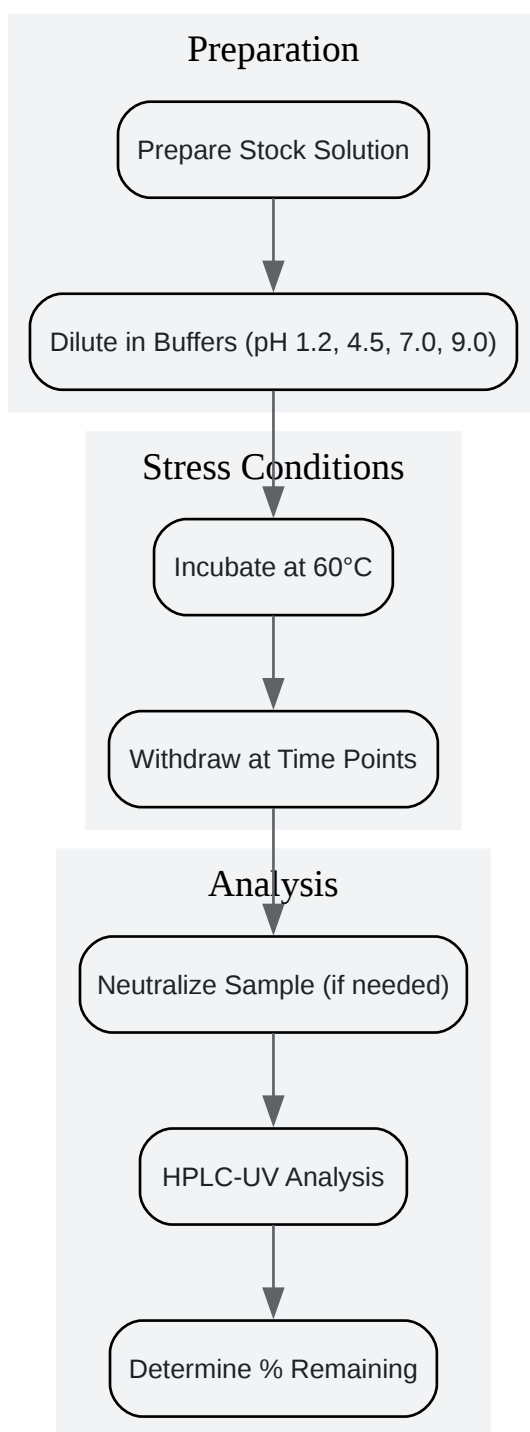 Preparation
Prepare Stock Solution
Dilute in Buffers (pH 1.2, 4.5, 7.0, 9.0)
Stress Conditions
Incubate at 60°C
Withdraw at Time Points
Analysis
Neutralize Sample (if needed)
HPLC-UV Analysis
Determine % Remaining